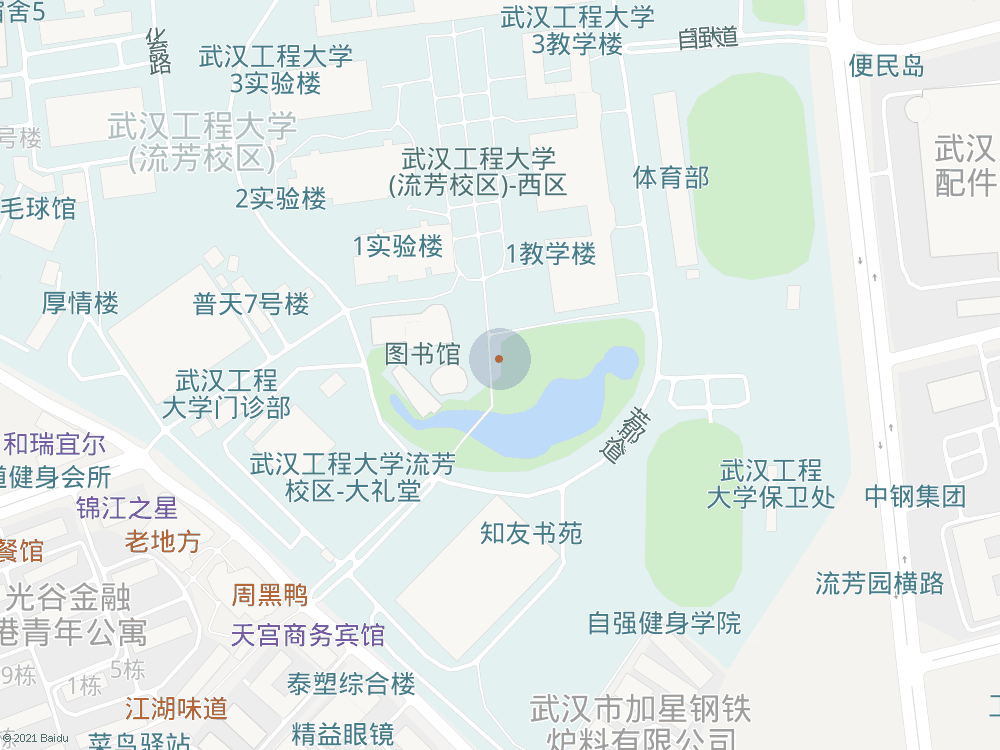 宿舍5
化育路
武汉工程大学
3教学楼
自强大道
便民岛
武汉工程大学
3实验楼
武汉工程大学
(流芳校区)
号楼
武汉
配件
武汉工程大学
(流芳校区)-西区
体育部
2实验楼
毛球馆
1实验楼
1教学楼
厚情楼
普天7号楼
图书馆
武汉工程
大学门诊部
芳郁道
和瑞宜尔
道健身会所
武汉工程大学流芳
校区-大礼堂
武汉工程
大学保卫处
中钢集团
锦江之星
老地方
餐馆
知友书苑
流芳园横路
光谷金融
港青年公寓
周黑鸭
天宫商务宾馆
自强健身学院
9栋
1栋
5栋
泰塑综合楼
江湖味道
武汉市加星钢铁
炉料有限公司
精益眼镜
菜鸟驿站
栋
© 2021 Baidu